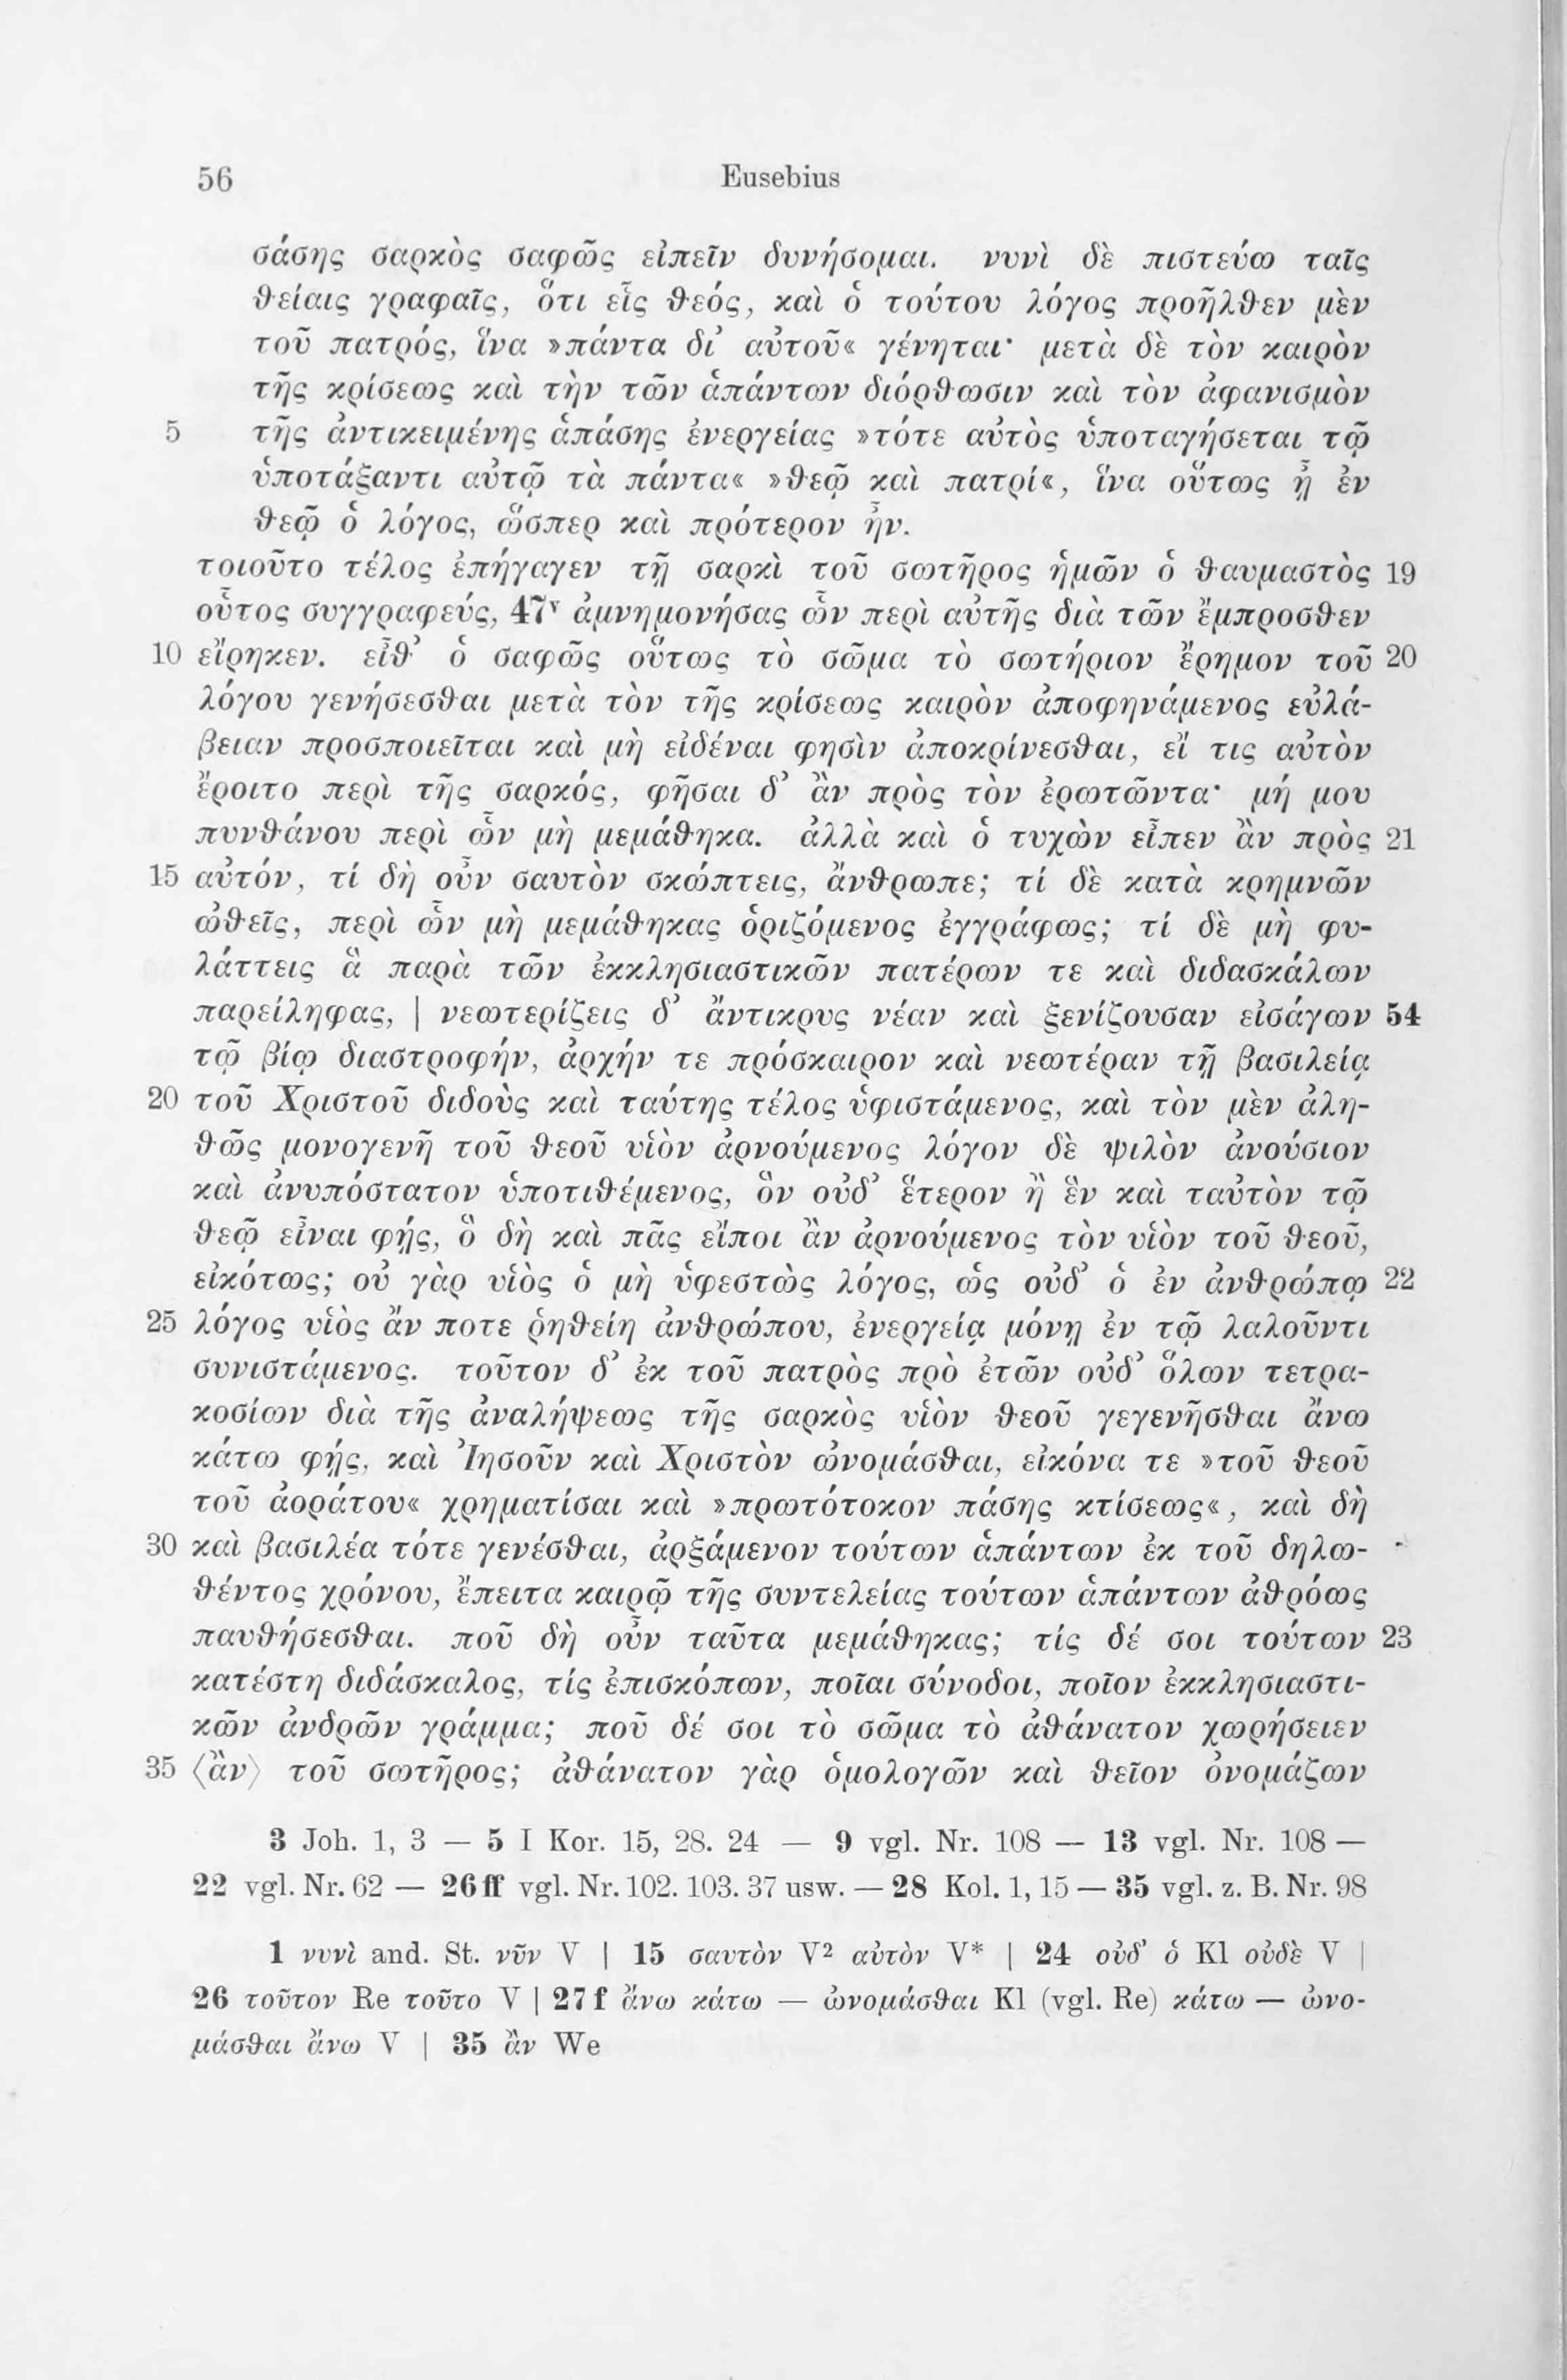 56 Eusebius
σάσης σαρκὸς σαφῶς εἰπεῖν δυνήσομαι. νυνὶ δὲ πιστεύω ταῖς
θείαις γραφαῖς, ὅτι εἷς θεός, καὶ ὁ τούτου λόγος προῆλθεν μὲν
τοῦ πατρός, ἵνα »πάντα δι’ αὐτοῦ« γένηται· μετὰ δὲ τὸν καιρὸν
τῆς κρίσεως καὶ τὴν τῶν ἁπάντων διόρθωσιν καὶ τὸν ἀφανισμὸν
5 τῆς ἀντικειμένης ἁπάσης ἐνεργείας »τότε αὐτὸς ὑποταγήσεται τῷ
ὑποτάξαντι αὐτῷ τὰ πάντα« »θεῷ καὶ πατρί«, ἵνα οὕτως ᾖ ἐν
θεῷ ὁ λόγος, ὥσπερ καὶ πρότερον ἦν.
τοιοῦτο τέλος ἐπήγαγεν τῇ σαρκὶ τοῦ σωτῆρος ἡμῶν ὁ θαυμαστὸς 19
οὗτος συγγραφεύς, 47ᵛ ἀμνημονήσας ὧν περὶ αὐτῆς διὰ τῶν ἔμπροσθεν
10 εἴρηκεν. εἶθ’ ὁ σαφῶς οὕτως τὸ σῶμα τὸ σωτήριον ἔρημον τοῦ 20
λόγου γενήσεσθαι μετὰ τὸν τῆς κρίσεως καιρὸν ἀποφηνάμενος εὐλά-
βειαν προσποιεῖται καὶ μὴ εἰδέναι φησὶν ἀποκρίνεσθαι, εἴ τις αὐτὸν
ἔροιτο περὶ τῆς σαρκός, φῆσαι δ’ ἂν πρὸς τὸν ἐρωτῶντα· μή μου
πυνθάνου περὶ ὧν μὴ μεμάθηκα. ἀλλὰ καὶ ὁ τυχὼν εἶπεν ἂν πρὸς 21
15 αὐτόν, τί δὴ οὖν σαυτὸν σκώπτεις, ἄνθρωπε; τί δὲ κατὰ κρημνῶν
ὠθεῖς, περὶ ὧν μὴ μεμάθηκας ὁριζόμενος ἐγγράφως; τί δὲ μὴ φυ-
λάττεις ἃ παρὰ τῶν ἐκκλησιαστικῶν πατέρων τε καὶ διδασκάλων
παρείληφας, | νεωτερίζεις δ’ ἄντικρυς νέαν καὶ ξενίζουσαν εἰσάγων 54
τῷ βίῳ διαστροφήν, ἀρχήν τε πρόσκαιρον καὶ νεωτέραν τῇ βασιλείᾳ
20 τοῦ Χριστοῦ διδοὺς καὶ ταύτης τέλος ὑφιστάμενος, καὶ τὸν μὲν ἀλη-
θῶς μονογενῆ τοῦ θεοῦ υἱὸν ἀρνούμενος λόγον δὲ ψιλὸν ἀνούσιον
καὶ ἀνυπόστατον ὑποτιθέμενος, ὃν οὐδ’ ἕτερον ἢ ἓν καὶ ταὐτὸν τῷ
θεῷ εἶναι φῄς, ὃ δὴ καὶ πᾶς εἴποι ἂν ἀρνούμενος τὸν υἱὸν τοῦ θεοῦ,
εἰκότως; οὐ γὰρ υἱὸς ὁ μὴ ὑφεστὼς λόγος, ὡς οὐδ’ ὁ ἐν ἀνθρώπῳ 22
25 λόγος υἱὸς ἄν ποτε ῥηθείη ἀνθρώπου, ἐνεργείᾳ μόνῃ ἐν τῷ λαλοῦντι
συνιστάμενος. τοῦτον δ’ ἐκ τοῦ πατρὸς πρὸ ἐτῶν οὐδ’ ὅλων τετρα-
κοσίων διὰ τῆς ἀναλήψεως τῆς σαρκὸς υἱὸν θεοῦ γεγενῆσθαι ἄνω
κάτω φῄς, καὶ Ἰησοῦν καὶ Χριστὸν ὠνομάσθαι, εἰκόνα τε »τοῦ θεοῦ
τοῦ ἀοράτου« χρηματίσαι καὶ »πρωτότοκον πάσης κτίσεως«, καὶ δὴ
30 καὶ βασιλέα τότε γενέσθαι, ἀρξάμενον τούτων ἁπάντων ἐκ τοῦ δηλω-
θέντος χρόνου, ἔπειτα καιρῷ τῆς συντελείας τούτων ἁπάντων ἀθρόως
παυθήσεσθαι. ποῦ δὴ οὖν ταῦτα μεμάθηκας; τίς δέ σοι τούτων 23
κατέστη διδάσκαλος, τίς ἐπισκόπων, ποῖαι σύνοδοι, ποῖον ἐκκλησιαστι-
κῶν ἀνδρῶν γράμμα; ποῦ δέ σοι τὸ σῶμα τὸ ἀθάνατον χωρήσειεν
35 ⟨ἂν⟩ τοῦ σωτῆρος; ἀθάνατον γὰρ ὁμολογῶν καὶ θεῖον ὀνομάζων
3 Joh. 1, 3 — 5 I Kor. 15, 28. 24 — 9 vgl. Nr. 108 — 13 vgl. Nr. 108 —
22 vgl. Nr. 62 — 26 ff vgl. Nr. 102. 103. 37 usw. — 28 Kol. 1, 15 — 35 vgl. z. B. Nr. 98
1 νυνὶ and. St. νῦν V | 15 σαυτὸν V² αὐτὸν V* | 24 οὐδ’ ὁ Kl οὐδὲ V |
26 τοῦτον Re τοῦτο V | 27 f ἄνω κάτω — ὠνομάσθαι Kl (vgl. Re) κάτω — ὠνο-
μάσθαι ἄνω V | 35 ἂν We